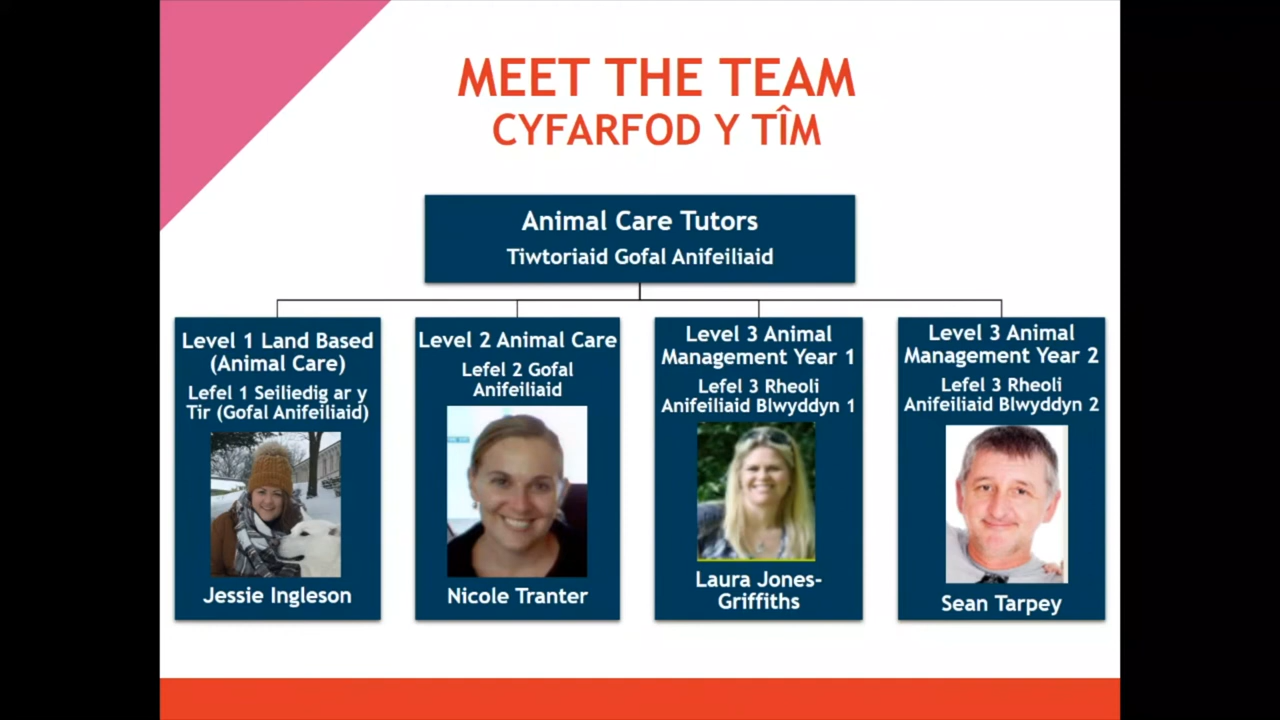 MEET THE TEAM
CYFARFOD Y TÎM
Animal Care Tutors
Tiwtoriaid Gofal Anifeiliaid
Level 1 Land Based
(Animal Care)
Lefel 1 Seiliedig ar y
Tir (Gofal Anifeiliaid)
Jessie Ingleson
Level 2 Animal Care
Lefel 2 Gofal
Anifeiliaid
Nicole Tranter
Level 3 Animal
Management Year 1
Lefel 3 Rheoli
Anifeiliaid Blwyddyn 1
Laura Jones-
Griffiths
Level 3 Animal
Management Year 2
Lefel 3 Rheoli
Anifeiliaid Blwyddyn 2
Sean Tarpey